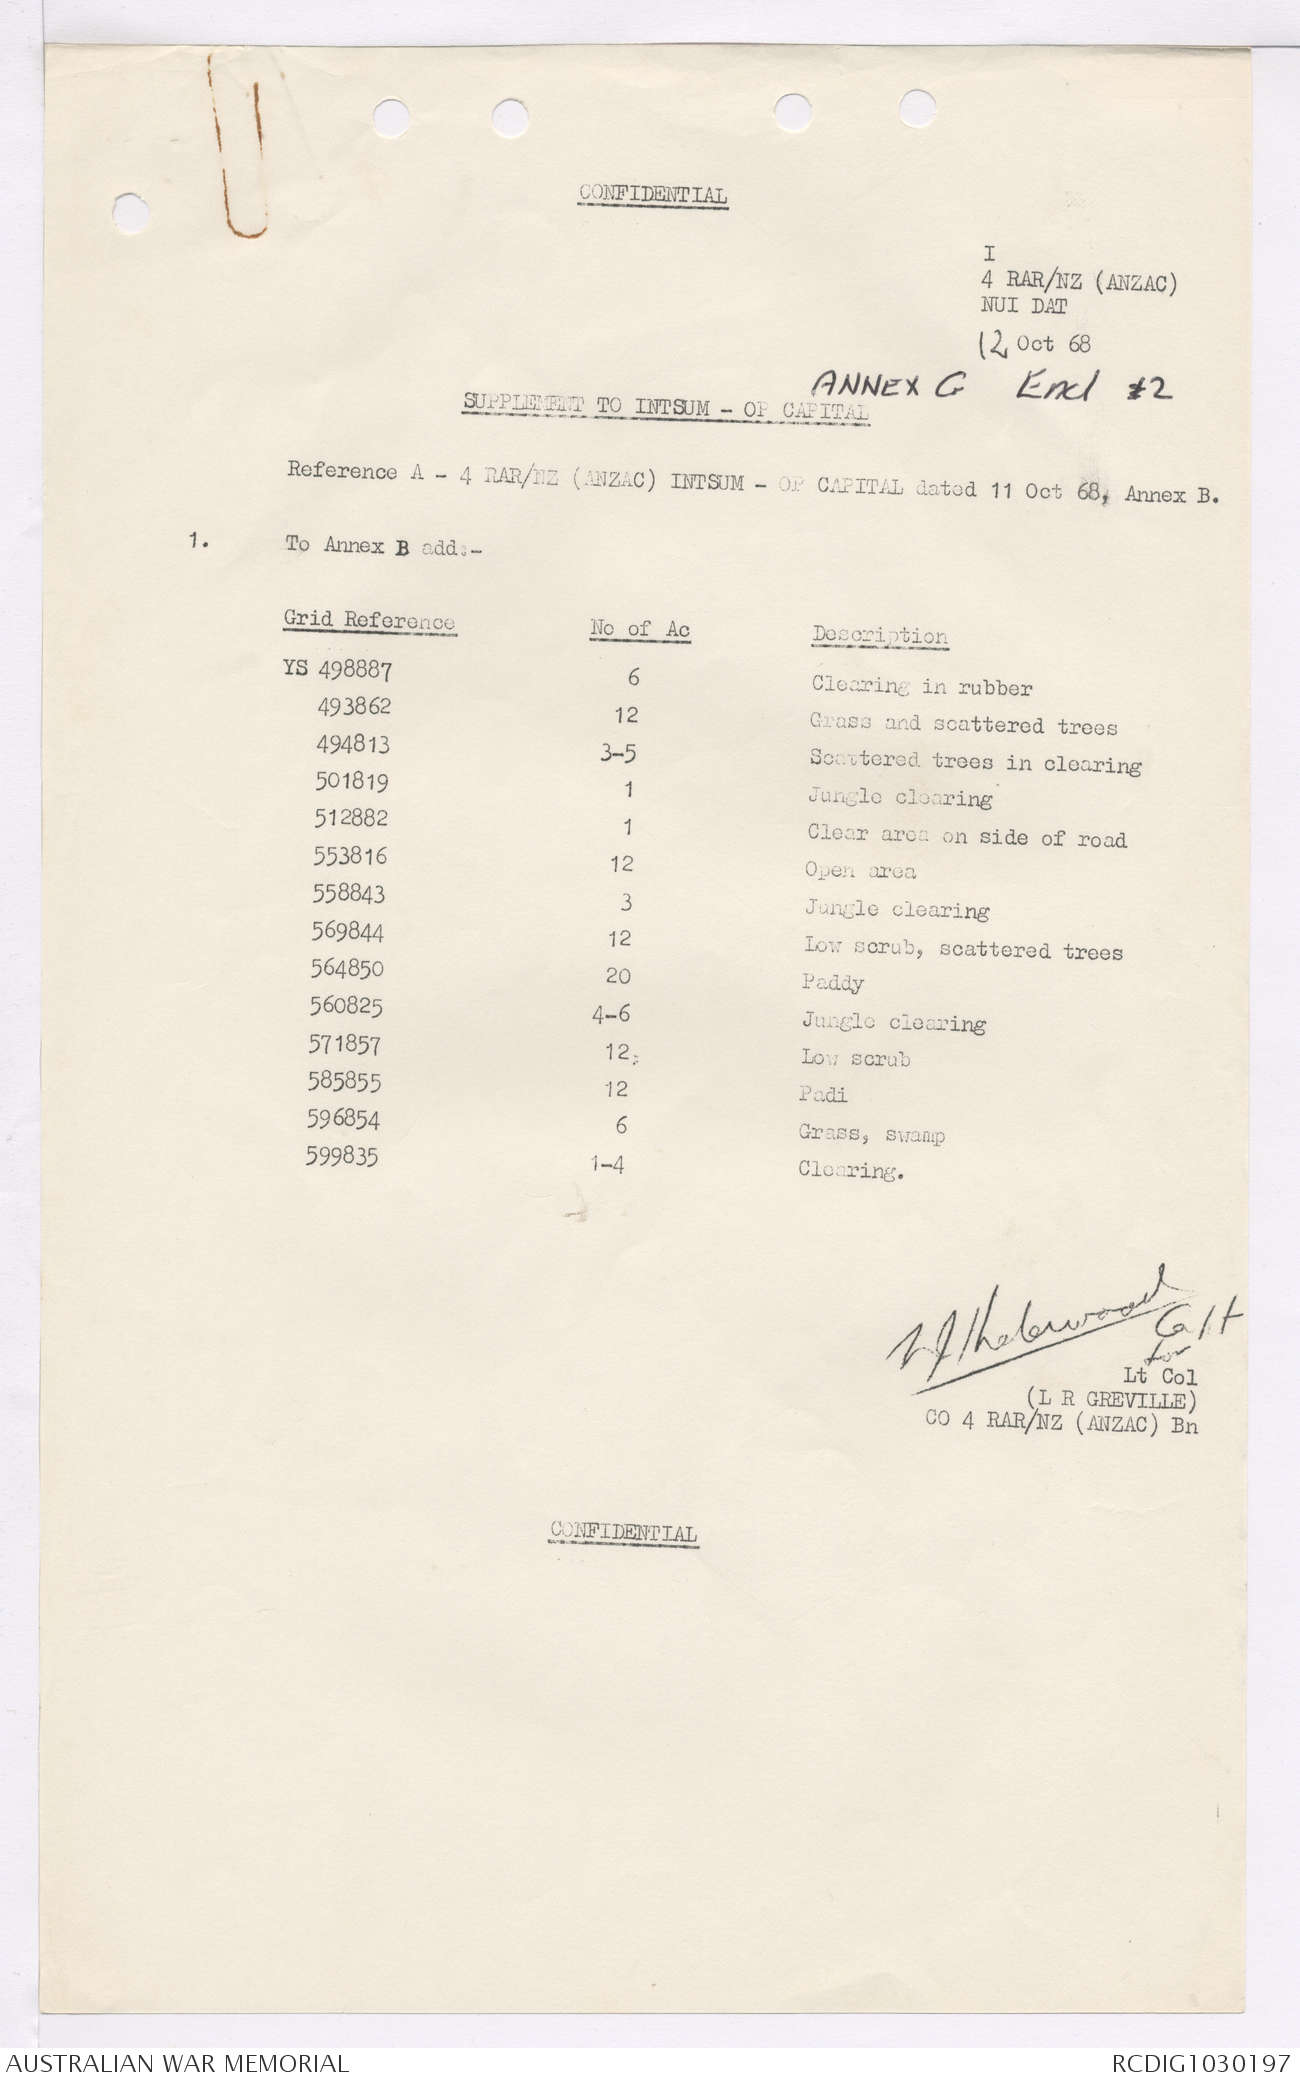 CONFIDENTIAL
I
4 RAR/NZ (ANZAC)
NUI DAT
12 Oct 68
ANNEX G Encl 2
SUPPLEMENT TO INTSUM - OP CAPITAL
Reference A - 4 RAR/NZ (ANZAC) INTSUM - OP CAPITAL dated 11 Oct 68, Annex B.
1. To Annex B add:-
Grid Reference No of Ac Description
YS 498887 6 Clearing in rubber
493862 12 Grass and scattered trees
494813 3-5 Scattered trees in clearing
501819 1 Jungle clearing
512882 1 Clear area on side of road
553816 12 Open area
558843 3 Jungle clearing
569844 12 Low scrub, scattered trees
564850 20 Paddy
560825 4-6 Jungle clearing
571857 12 Low scrub
585855 12 Padi
596854 6 Grass, swamp
599835 1-4 Clearing.
for
Lt Col
(L R GREVILLE)
CO 4 RAR/NZ (ANZAC) Bn
CONFIDENTIAL
AUSTRALIAN WAR MEMORIAL
RCDIG1030197